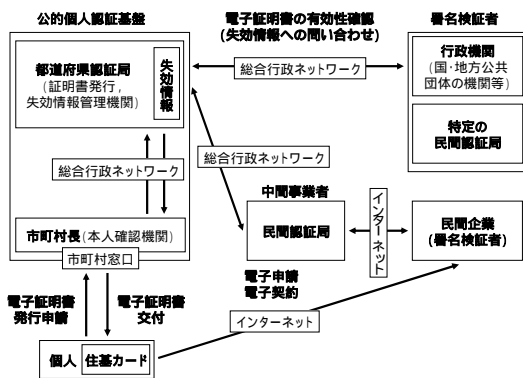 公的個人認証基盤
電子証明書の有効性確認
(失効情報への問い合わせ)
署名検証者
都道府県認証局
(証明書発行,
失効情報管理機関)
失効情報
総合行政ネットワーク
行政機関
(国・地方公共
団体の機関等)
特定の
民間認証局
総合行政ネットワーク
総合行政ネットワーク
中間事業者
民間認証局
インターネット
民間企業
(署名検証者)
市町村長(本人確認機関)
市町村窓口
電子申請
電子契約
電子証明書
発行申請
電子証明書
交付
インターネット
個人
住基カード